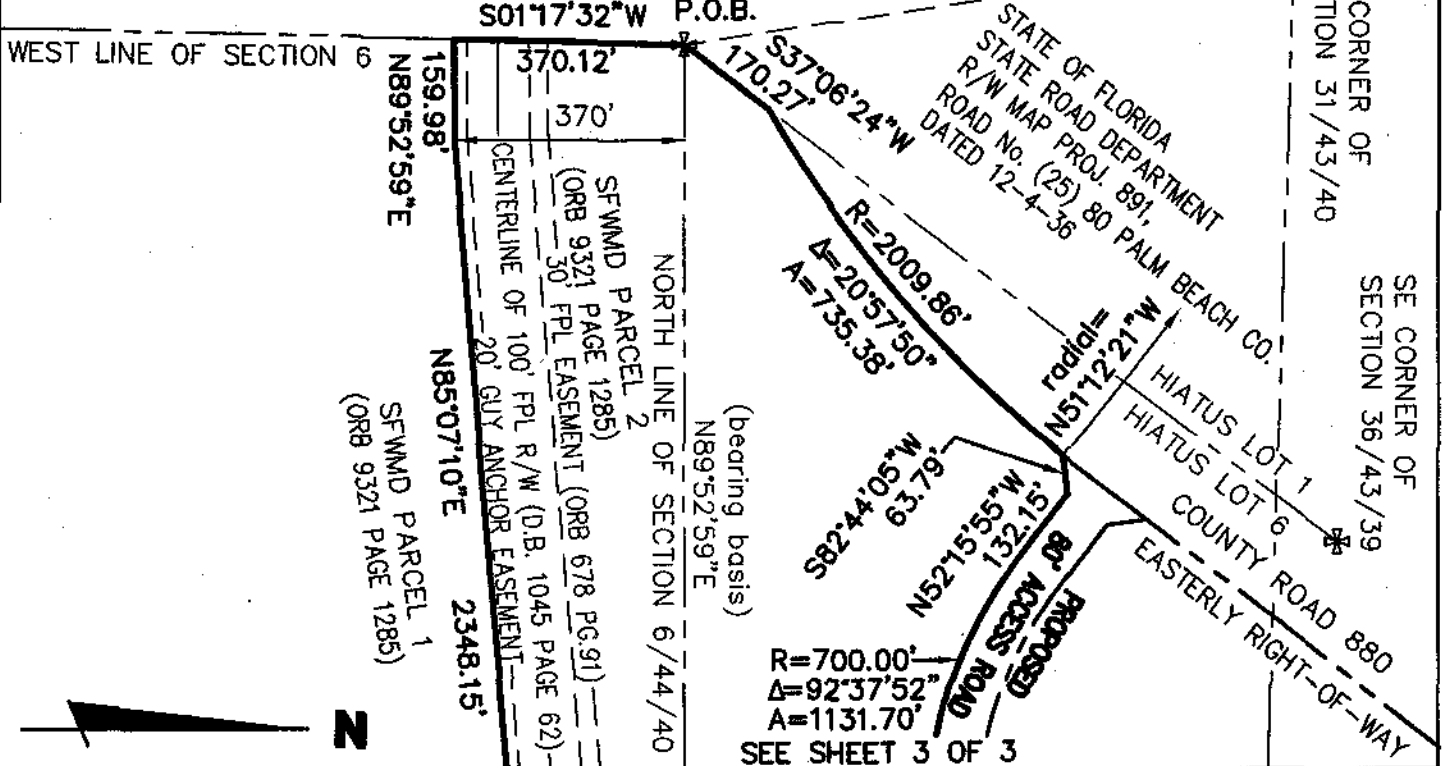 S01°17'32"W P.O.B.
WEST LINE OF SECTION 6
370.12'
370'
159.98'
N89°52'59"E
S37°06'24"W
170.27'
STATE OF FLORIDA
STATE ROAD DEPARTMENT
R/W MAP PROJ. 891,
ROAD No. (25) 80 PALM BEACH CO.
DATED 12-4-36
CORNER OF
TION 31/43/40
SE CORNER OF
SECTION 36/43/39
R=2009.86'
Δ=20°57'50"
A=735.38'
radial=
N51°12'21"W
HIATUS LOT 1
HIATUS LOT 6
COUNTY ROAD 880
EASTERLY RIGHT-OF-WAY
(bearing basis)
N89°52'59"E
NORTH LINE OF SECTION 6/44/40
SFWMD PARCEL 2
(ORB 9321 PAGE 1285)
30' FPL EASEMENT (ORB 678 PG.91)
CENTERLINE OF 100' FPL R/W (D.B. 1045 PAGE 62)
20' GUY ANCHOR EASEMENT
N85°07'10"E 2348.15'
SFWMD PARCEL 1
(ORB 9321 PAGE 1285)
S82°44'05"W
63.79'
N52°15'55"W
132.15'
PROPOSED
80' ACCESS ROAD
R=700.00'
Δ=92°37'52"
A=1131.70'
SEE SHEET 3 OF 3
N